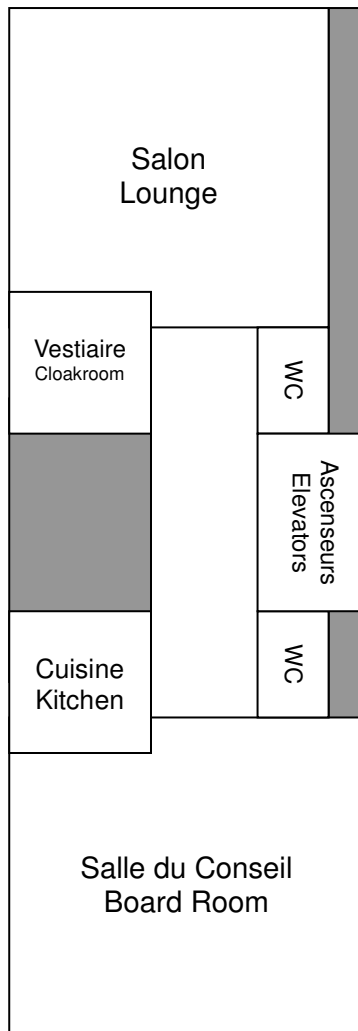 Salon
Lounge
Vestiaire
Cloakroom
WC
Ascenseurs
Elevators
WC
Cuisine
Kitchen
Salle du Conseil
Board Room